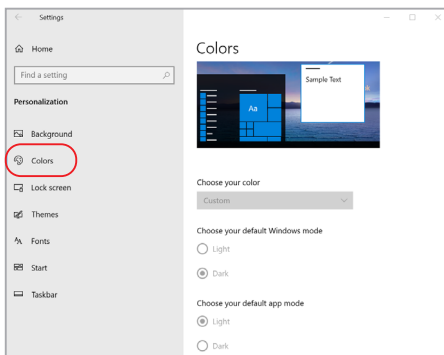 Settings
Home
Find a setting
Personalization
Background
Colors
Lock screen
Themes
Fonts
Start
Taskbar
Colors
Sample Text
Aa
Choose your color
Custom
Choose your default Windows mode
Light
Dark
Choose your default app mode
Light
Dark